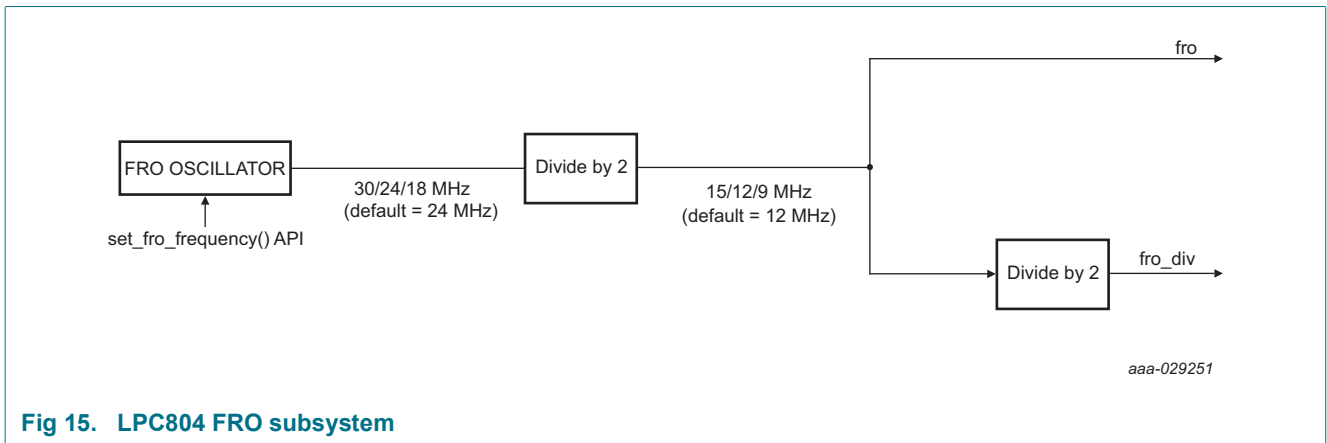 fro
FRO OSCILLATOR
Divide by 2
30/24/18 MHz
(default = 24 MHz)
15/12/9 MHz
(default = 12 MHz)
set_fro_frequency() API
Divide by 2
fro_div
aaa-029251
Fig 15. LPC804 FRO subsystem